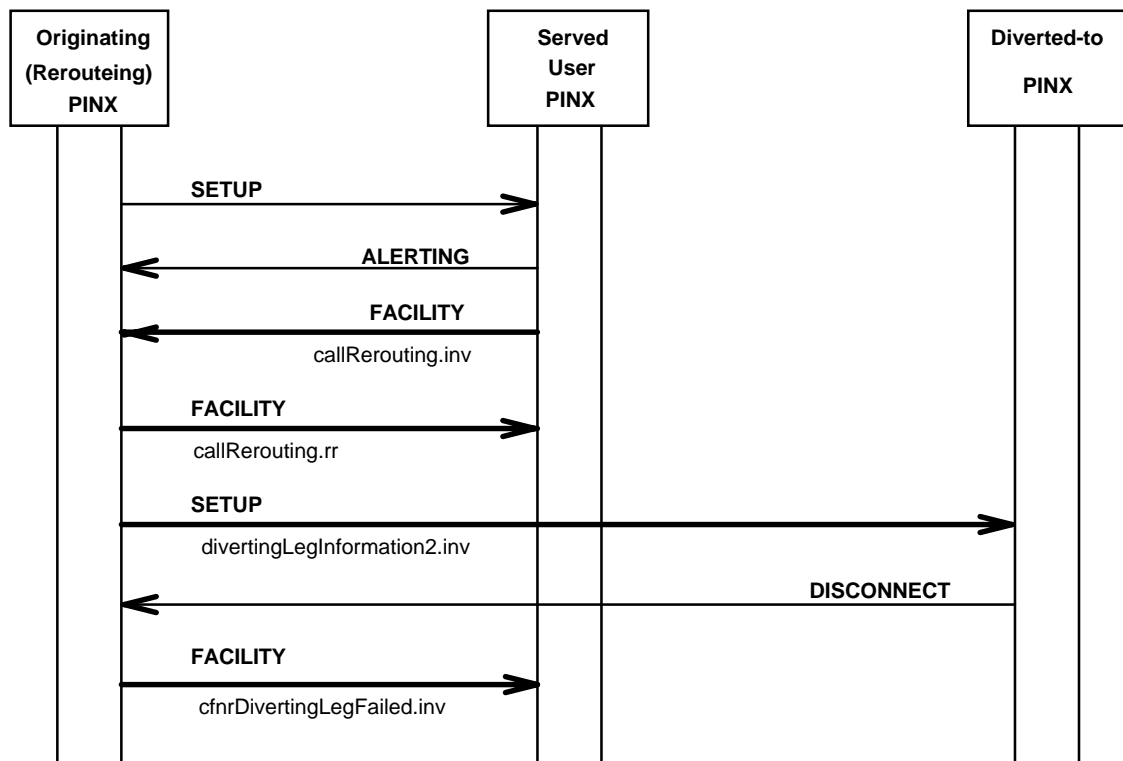 Originating
(Rerouteing)
PINX
Served
User
PINX
Diverted-to
PINX
SETUP
ALERTING
FACILITY
callRerouting.inv
FACILITY
callRerouting.rr
SETUP
divertingLegInformation2.inv
DISCONNECT
FACILITY
cfnrDivertingLegFailed.inv